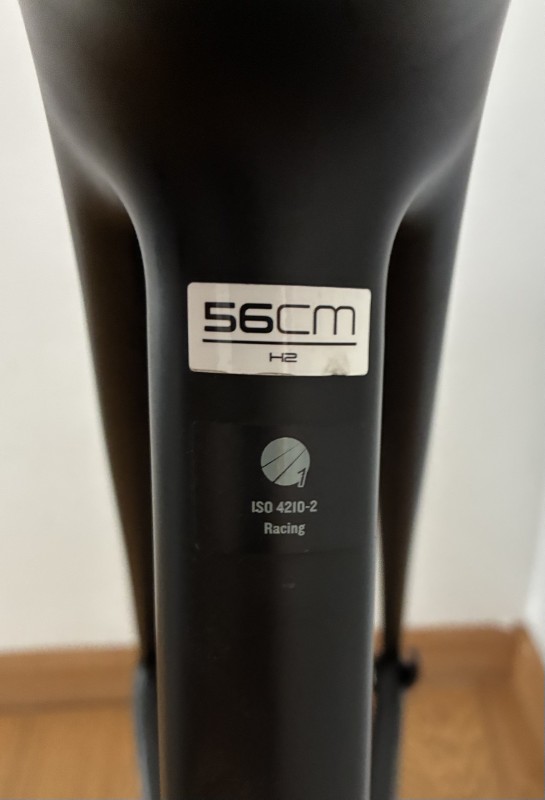 56CM
H2
1
ISO 4210-2
Racing